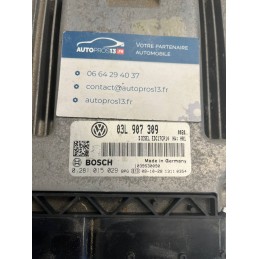 AUTOPROS13.FR
VOTRE PARTENAIRE
AUTOMOBILE
06 64 29 40 37
contact@autopros13.fr
autopros13.fr
03L 907 309
BOSCH
Made in Germany
0 281 015 029